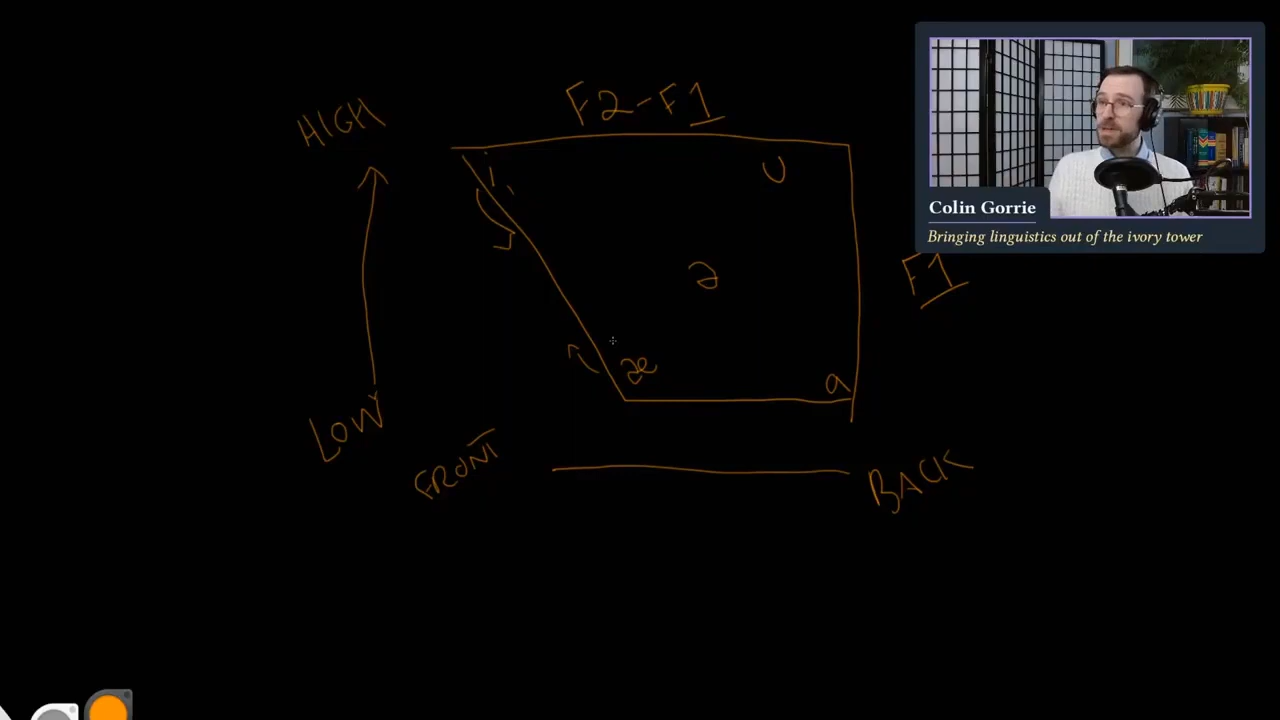 HIGH
F2-F1
i
u
F1
ə
æ
a
LOW
FRONT
BACK
Colin Gorrie
Bringing linguistics out of the ivory tower